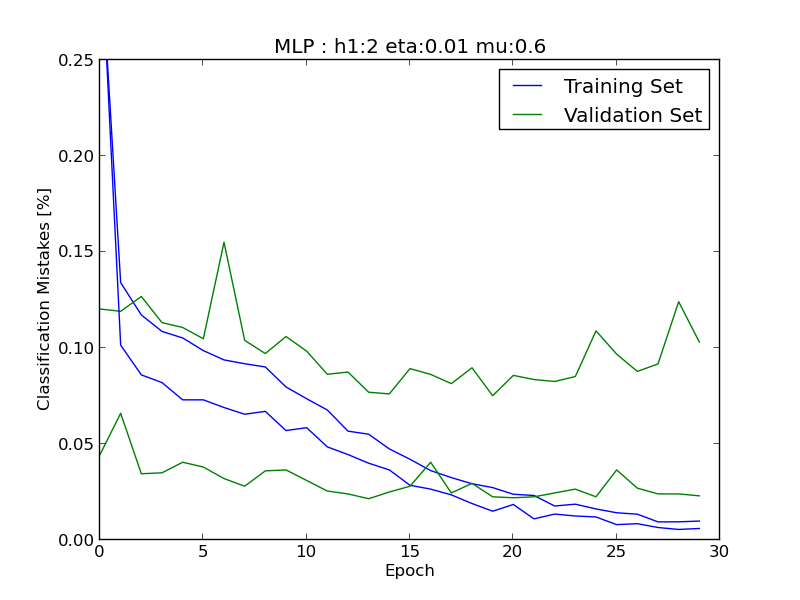 MLP : h1:2 eta:0.01 mu:0.6
Training Set
Validation Set
Classification Mistakes [%]
0.25
0.20
0.15
0.10
0.05
0.00
0 5 10 15 20 25 30
Epoch